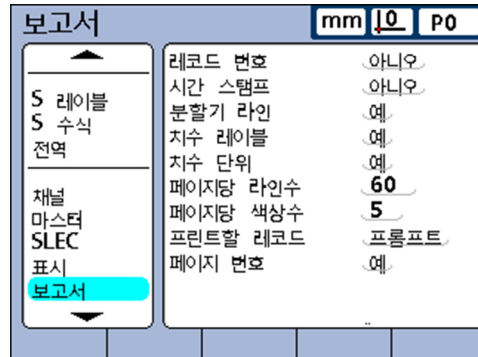 보고서
mm 0 P0
S 레이블
S 수식
전역
채널
마스터
SLEC
표시
보고서
레코드 번호 아니오
시간 스탬프 아니오
분할기 라인 예
치수 레이블 예
치수 단위 예
페이지당 라인수 60
페이지당 색상수 5
프린트할 레코드 프롬프트
페이지 번호 예